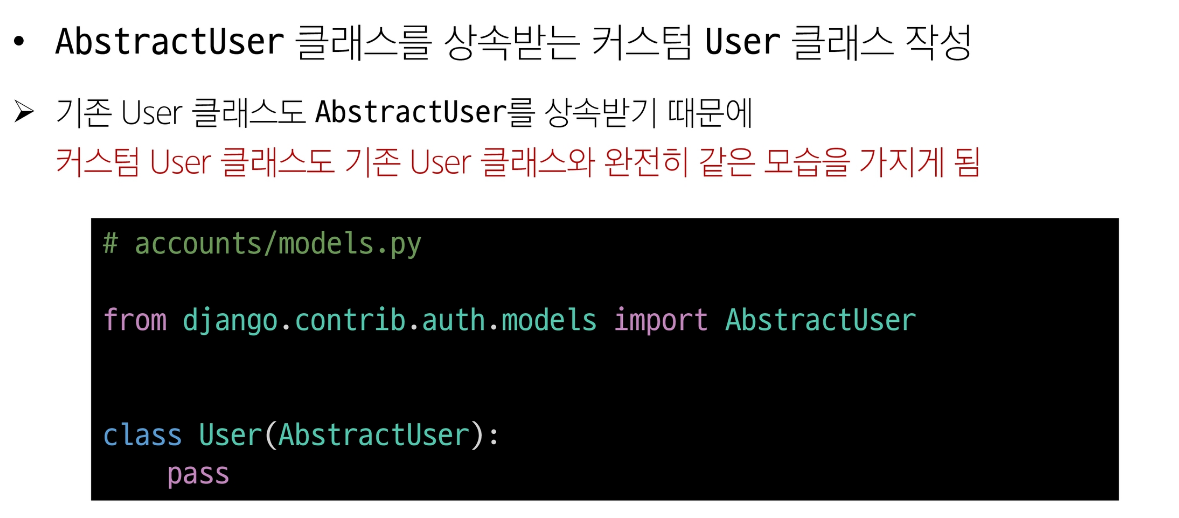 • AbstractUser 클래스를 상속받는 커스텀 User 클래스 작성
➢ 기존 User 클래스도 AbstractUser를 상속받기 때문에
커스텀 User 클래스도 기존 User 클래스와 완전히 같은 모습을 가지게 됨
# accounts/models.py
from django.contrib.auth.models import AbstractUser
class User(AbstractUser):
    pass